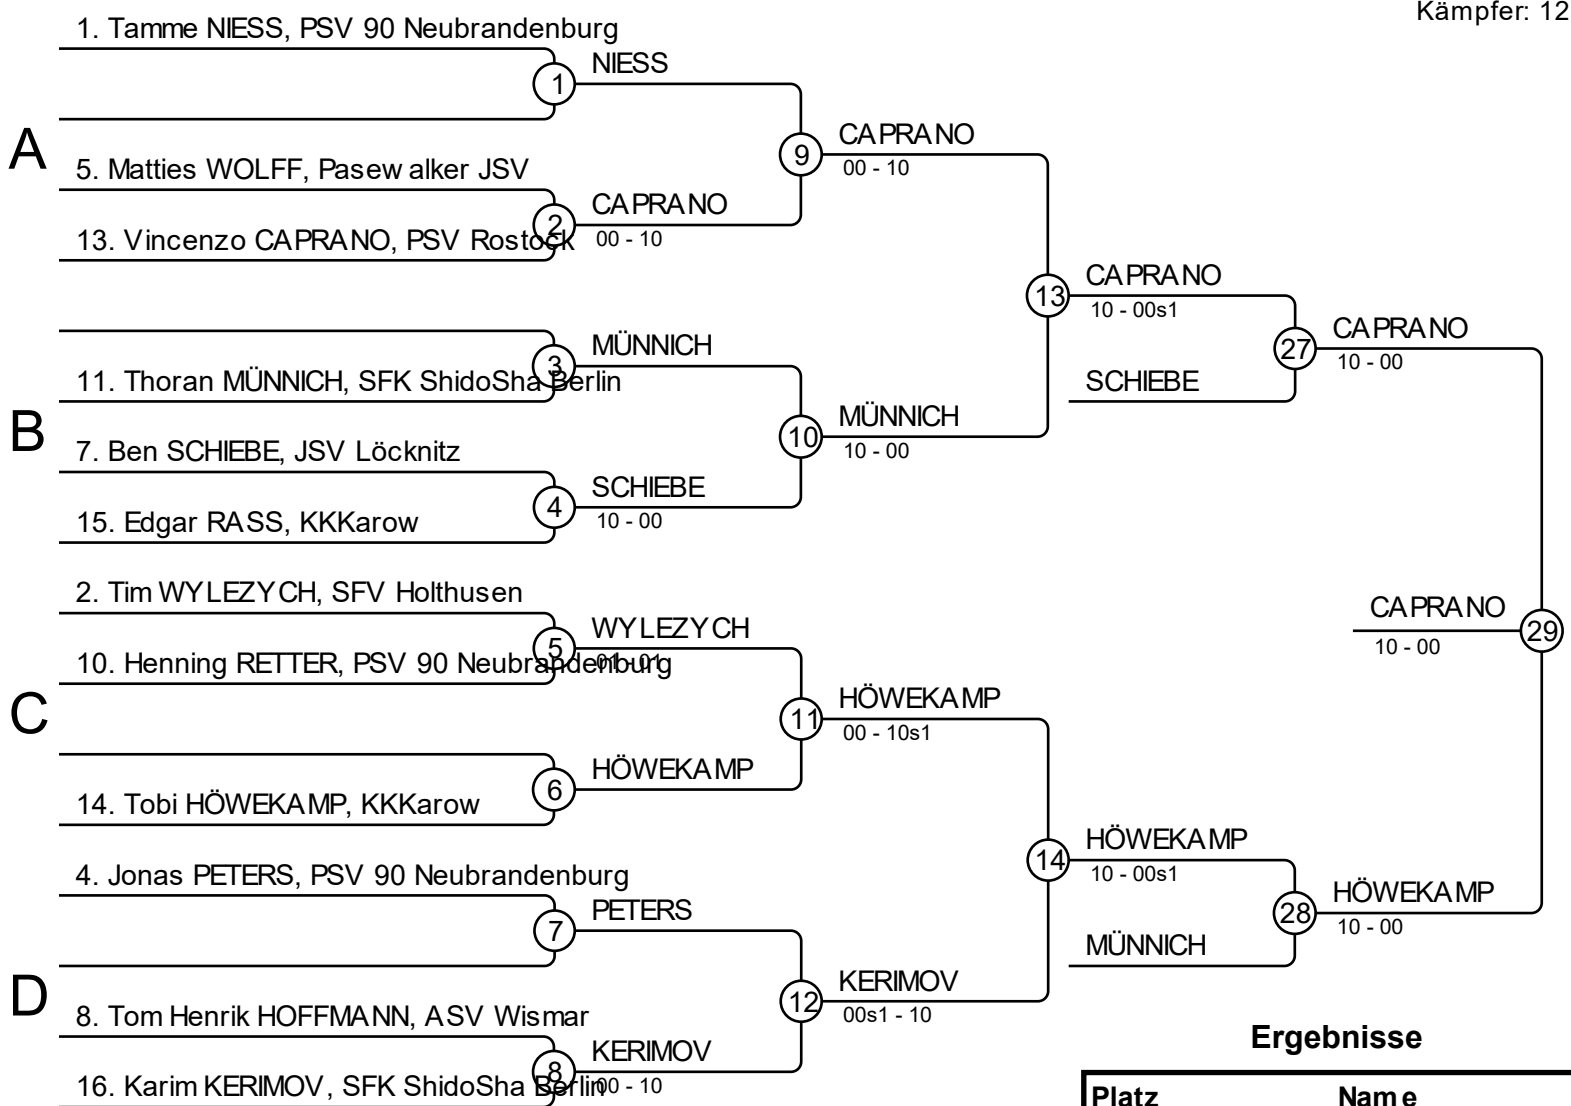 Kämpfer: 12
1. Tamme NIESS, PSV 90 Neubrandenburg
1
NIESS
A
9
CAPRANO
00 - 10
5. Matties WOLFF, Pasewalker JSV
2
CAPRANO
00 - 10
13. Vincenzo CAPRANO, PSV Rostock
13
CAPRANO
10 - 00s1
27
CAPRANO
10 - 00
SCHIEBE
3
MÜNNICH
11. Thoran MÜNNICH, SFK ShidoSha Berlin
B
10
MÜNNICH
10 - 00
7. Ben SCHIEBE, JSV Löcknitz
4
SCHIEBE
10 - 00
15. Edgar RASS, KKKarow
2. Tim WYLEZYCH, SFV Holthusen
5
WYLEZYCH
01 - 01
10. Henning RETTER, PSV 90 Neubrandenburg
CAPRANO
10 - 00
29
C
11
HÖWEKAMP
00 - 10s1
6
HÖWEKAMP
14. Tobi HÖWEKAMP, KKKarow
14
HÖWEKAMP
10 - 00s1
28
HÖWEKAMP
10 - 00
MÜNNICH
4. Jonas PETERS, PSV 90 Neubrandenburg
7
PETERS
D
12
KERIMOV
00s1 - 10
8. Tom Henrik HOFFMANN, ASV Wismar
8
KERIMOV
00 - 10
16. Karim KERIMOV, SFK ShidoSha Berlin
Ergebnisse
Platz Name